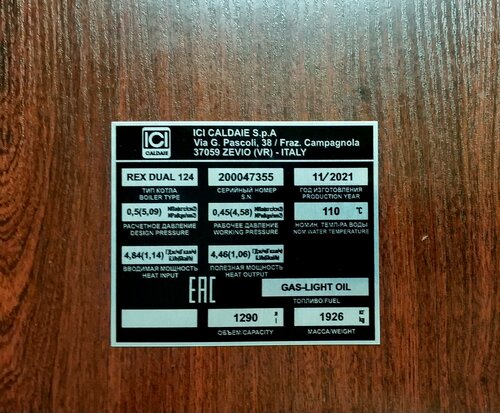 ICI
CALDAIE
ICI CALDAIE S.p.A
Via G. Pascoli, 38 / Fraz. Campagnola
37059 ZEVIO (VR) - ITALY
REX DUAL 124 200047355 11/2021
ТИП КОТЛА СЕРИЙНЫЙ НОМЕР ГОД ИЗГОТОВЛЕНИЯ
BOILER TYPE S.N. PRODUCTION YEAR
0,5(5,09) 0,45(4,58) 110 °C
РАСЧЕТНОЕ ДАВЛЕНИЕ РАБОЧЕЕ ДАВЛЕНИЕ НОМИН. ТЕМП-РА ВОДЫ
DESIGN PRESSURE WORKING PRESSURE NOM WATER TEMPERATURE
4,84(1,14) 4,46(1,06)
ВВОДИМАЯ МОЩНОСТЬ ПОЛЕЗНАЯ МОЩНОСТЬ
HEAT INPUT HEAT OUTPUT
EAC GAS-LIGHT OIL
ТОПЛИВО/FUEL
1290 л 1926 кг
l kg
ОБЪЕМ/CAPACITY МАССА/WEIGHT